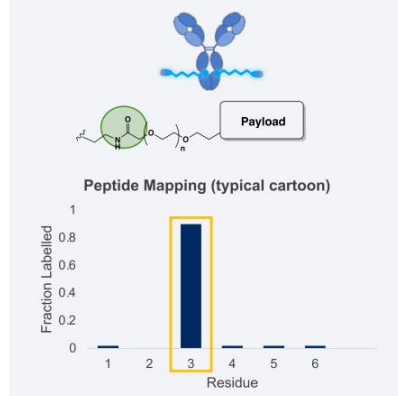 O
N
H
O
n
O
Payload
Peptide Mapping (typical cartoon)
Fraction Labelled
1
0.8
0.6
0.4
0.2
0
1 2 3 4 5 6
Residue